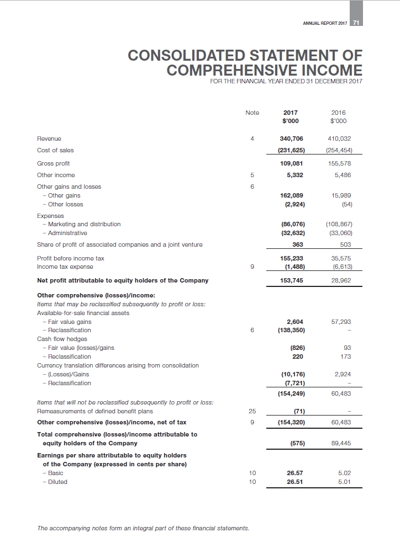 ANNUAL REPORT 2017 71
CONSOLIDATED STATEMENT OF
COMPREHENSIVE INCOME
FOR THE FINANCIAL YEAR ENDED 31 DECEMBER 2017
Note 2017 2016
$'000 $'000
Revenue 4 340,706 410,032
Cost of sales (231,625) (254,454)
Gross profit 109,081 155,578
Other income 5 5,332 5,486
Other gains and losses 6
– Other gains 162,089 15,989
– Other losses (2,924) (54)
Expenses
– Marketing and distribution (86,076) (108,867)
– Administrative (32,632) (33,060)
Share of profit of associated companies and a joint venture 363 503
Profit before income tax 155,233 35,575
Income tax expense 9 (1,488) (6,613)
Net profit attributable to equity holders of the Company 153,745 28,962
Other comprehensive (losses)/income:
Items that may be reclassified subsequently to profit or loss:
Available-for-sale financial assets
– Fair value gains 2,604 57,293
– Reclassification 6 (138,350) –
Cash flow hedges
– Fair value (losses)/gains (826) 93
– Reclassification 220 173
Currency translation differences arising from consolidation
– (Losses)/Gains (10,176) 2,924
– Reclassification (7,721) –
(154,249) 60,483
Items that will not be reclassified subsequently to profit or loss:
Remeasurements of defined benefit plans 25 (71) –
Other comprehensive (losses)/income, net of tax 9 (154,320) 60,483
Total comprehensive (losses)/income attributable to
equity holders of the Company (575) 89,445
Earnings per share attributable to equity holders
of the Company (expressed in cents per share)
– Basic 10 26.57 5.02
– Diluted 10 26.51 5.01
The accompanying notes form an integral part of these financial statements.